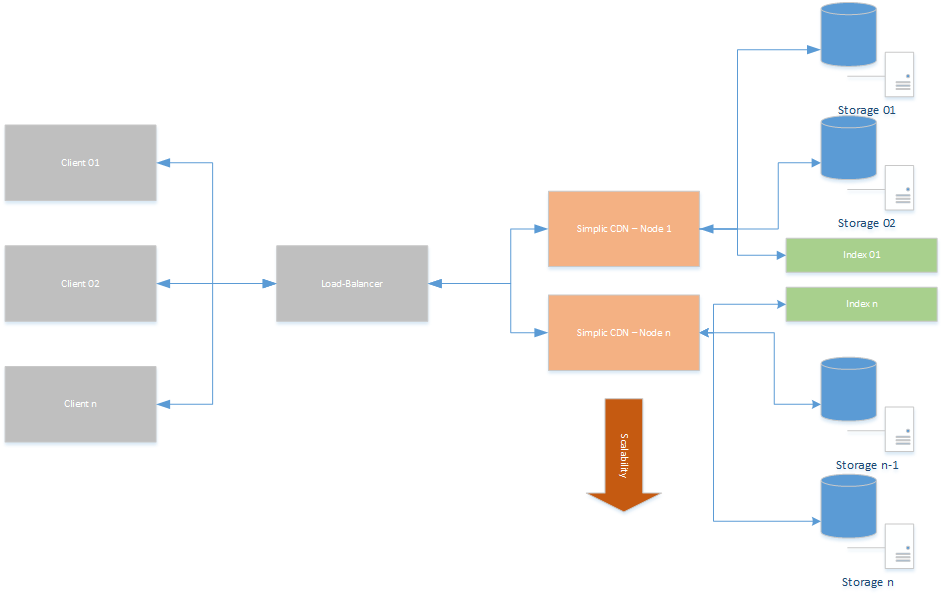 Storage 01
Client 01
Storage 02
Simplic CDN – Node 1
Index 01
Client 02
Load-Balancer
Index n
Simplic CDN – Node n
Client n
Scalability
Storage n-1
Storage n